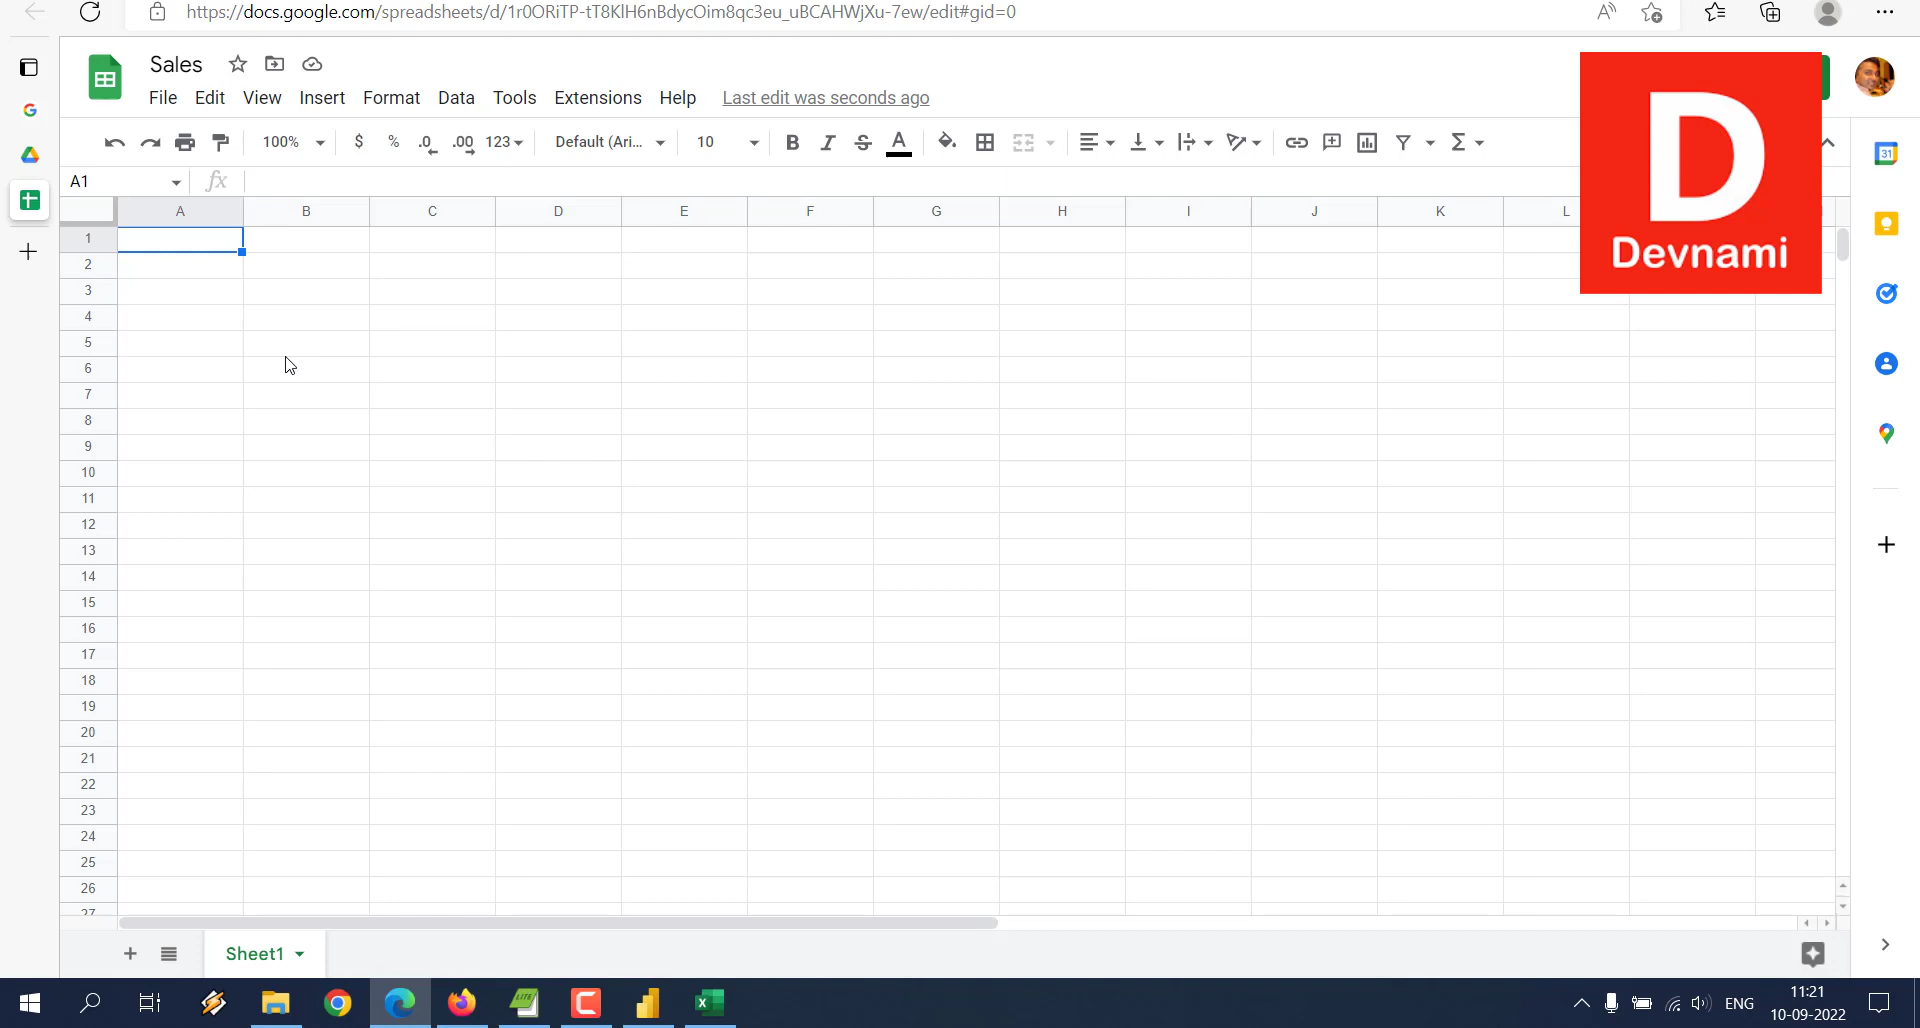 https://docs.google.com/spreadsheets/d/1r0ORiTP-tT8KlH6nBdycOim8qc3eu_uBCAHWjXu-7ew/edit#gid=0
Sales
File Edit View Insert Format Data Tools Extensions Help Last edit was seconds ago
100% $ % .0 .00 123 Default (Ari... 10 B I S A
A1 fx
A B C D E F G H I J K L
1
2
3
4
5
6
7
8
9
10
11
12
13
14
15
16
17
18
19
20
21
22
23
24
25
26
27
D
Devnami
31
Sheet1
LITE
ENG
11:21
10-09-2022